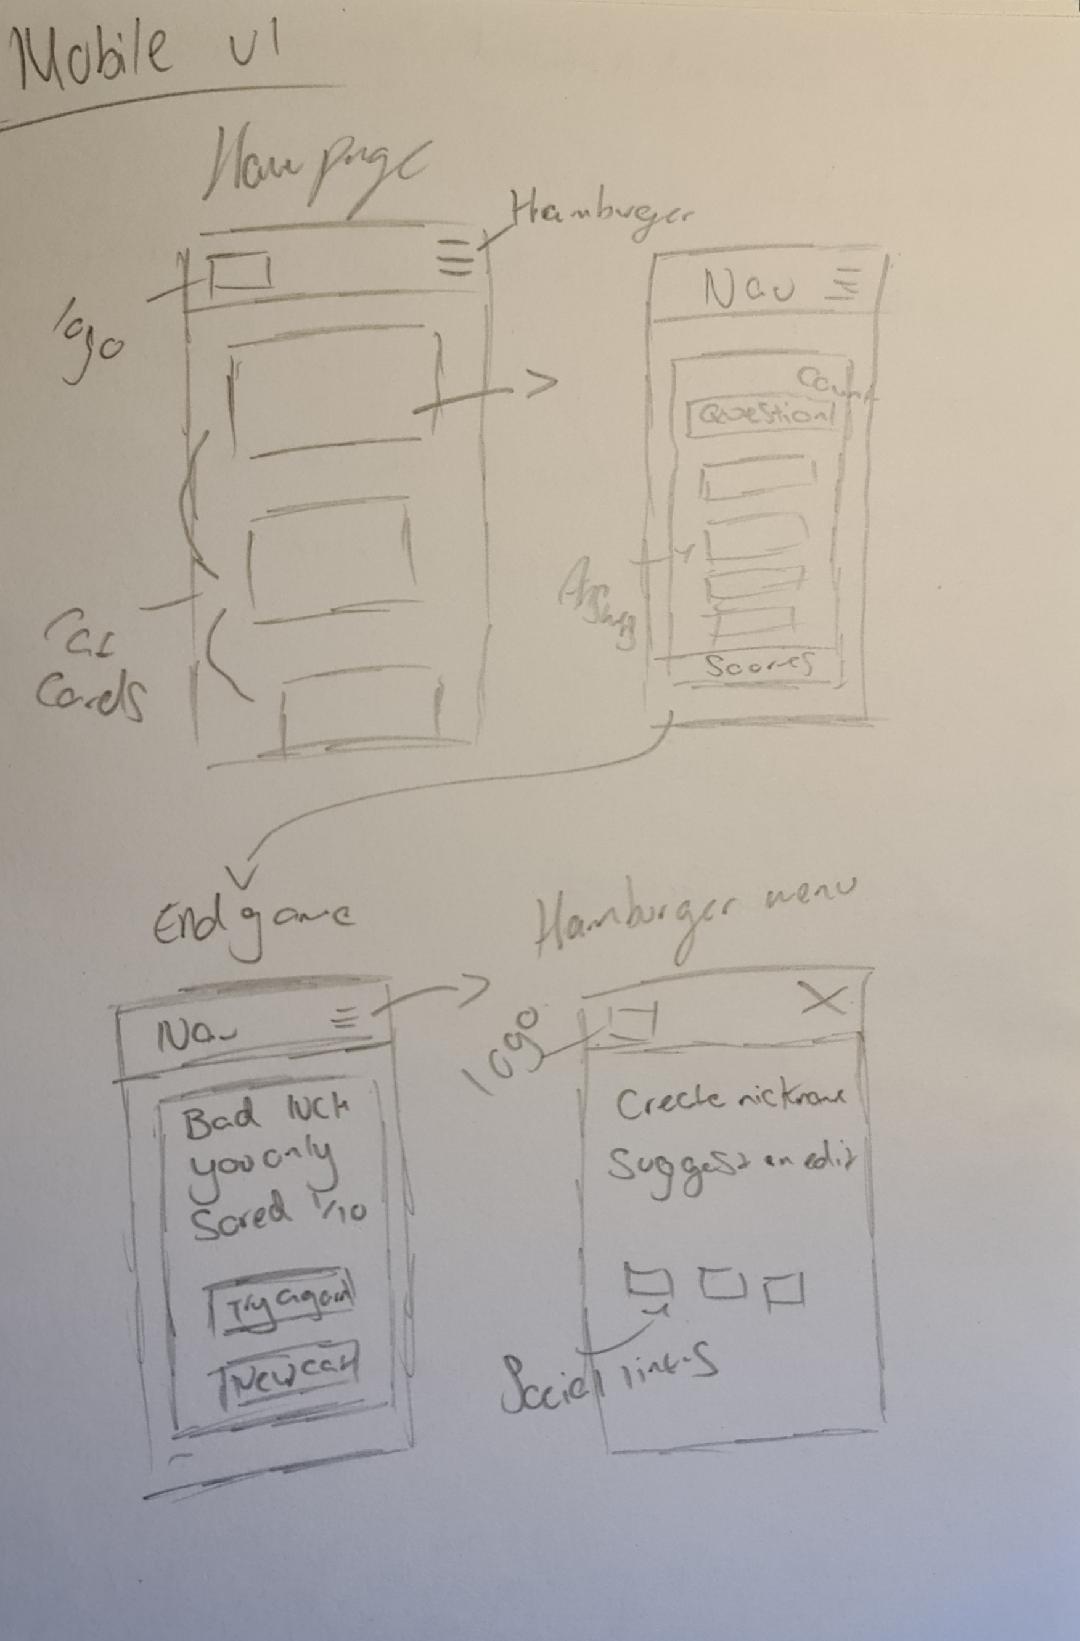 Mobile v1
Home page
Hamburger
logo
Cat
Cards
Nav
Count
Question
Answers
Scores
End game
Nav
Bad luck
you only
Scored 1/10
Try again
New cat
Hamburger menu
logo
Create nickname
Suggest an edit
Social links